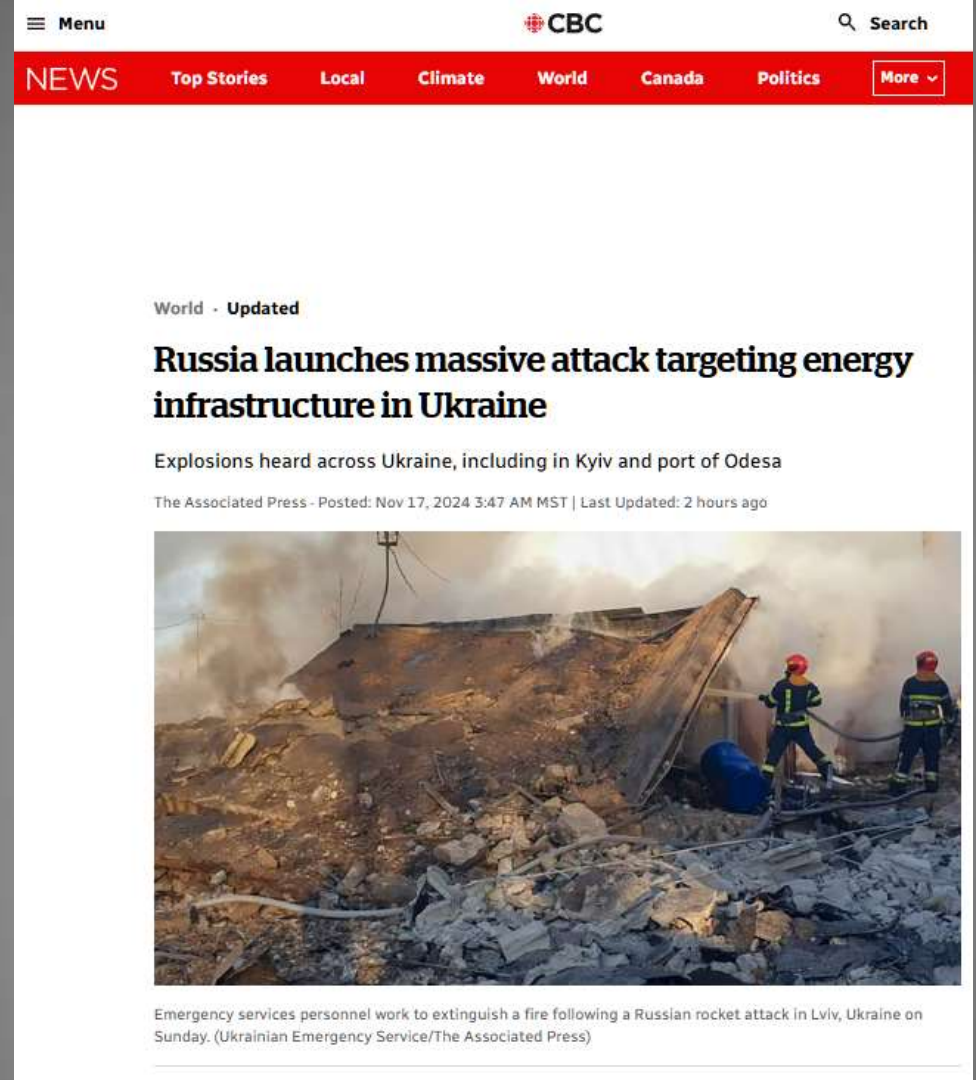 Menu
CBC
Search
NEWS
Top Stories
Local
Climate
World
Canada
Politics
More
World · Updated
Russia launches massive attack targeting energy
infrastructure in Ukraine
Explosions heard across Ukraine, including in Kyiv and port of Odesa
The Associated Press · Posted: Nov 17, 2024 3:47 AM MST | Last Updated: 2 hours ago
Emergency services personnel work to extinguish a fire following a Russian rocket attack in Lviv, Ukraine on
Sunday. (Ukrainian Emergency Service/The Associated Press)